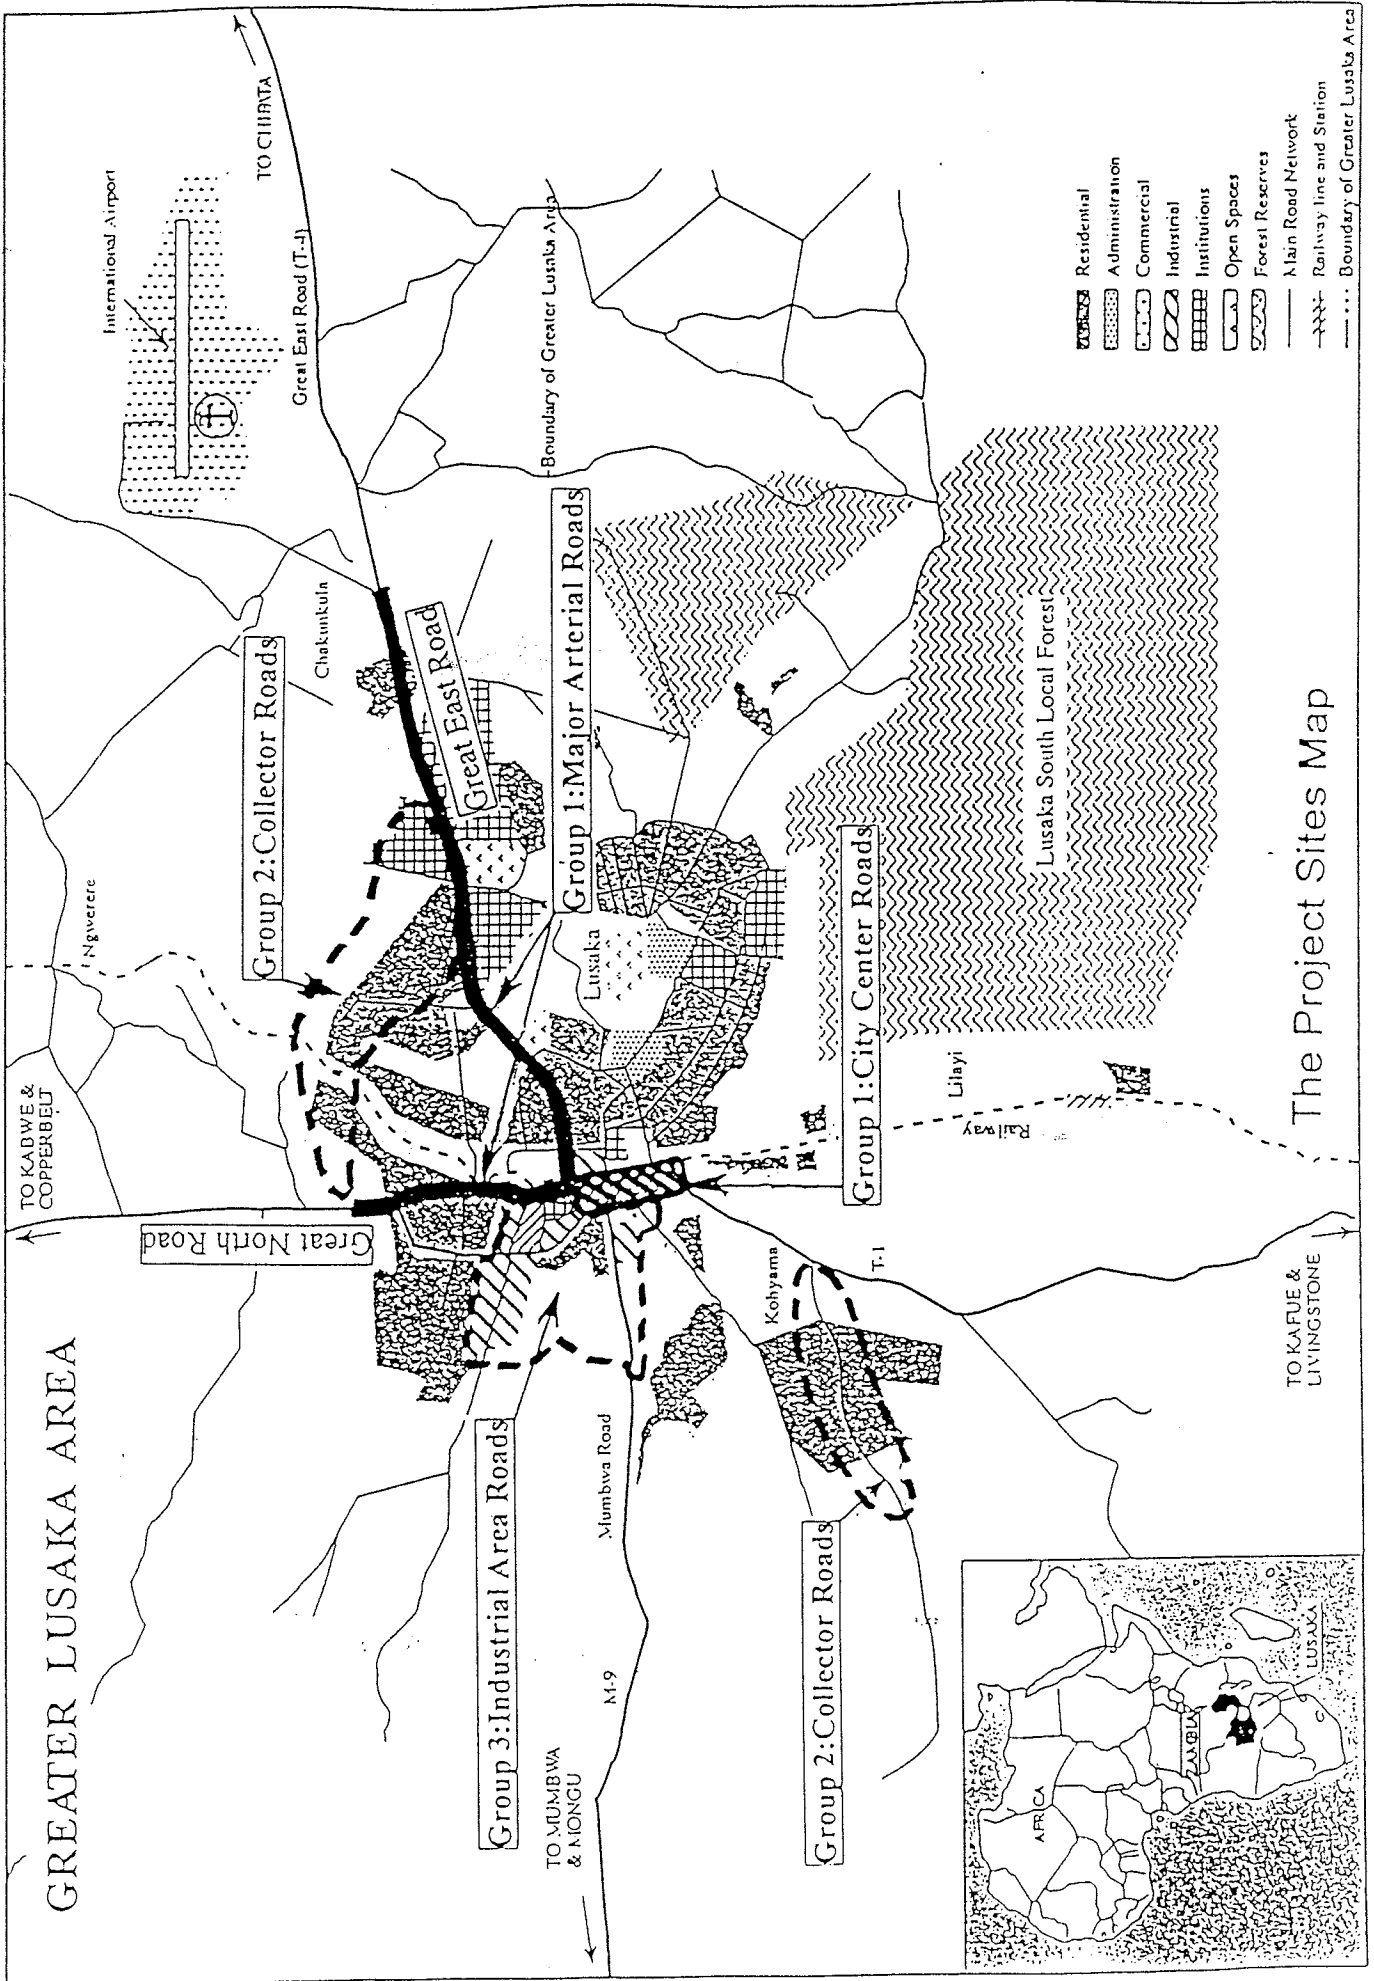 GREATER LUSAKA AREA
TO KABWE &
COPPERBELT
Ngwerere
International Airport
TO CHIPATA
Great East Road (T-4)
Chakunkula
Group 2:Collector Roads
Great North Road
Great East Road
Boundary of Greater Lusaka Area
Group 1:Major Arterial Roads
Lusaka
Group 3:Industrial Area Roads
Mumbwa Road
M-9
TO MUMBWA
& MONGU
Kohyama
T-1
Group 1:City Center Roads
Group 2:Collector Roads
Lilayi
Railway
Lusaka South Local Forest
TO KAFUE &
LIVINGSTONE
AFRICA
ZAMBIA
LUSAKA
Residential
Administration
Commercial
Industrial
Institutions
Open Spaces
Forest Reserves
Main Road Network
Railway line and Station
Boundary of Greater Lusaka Area
The Project Sites Map